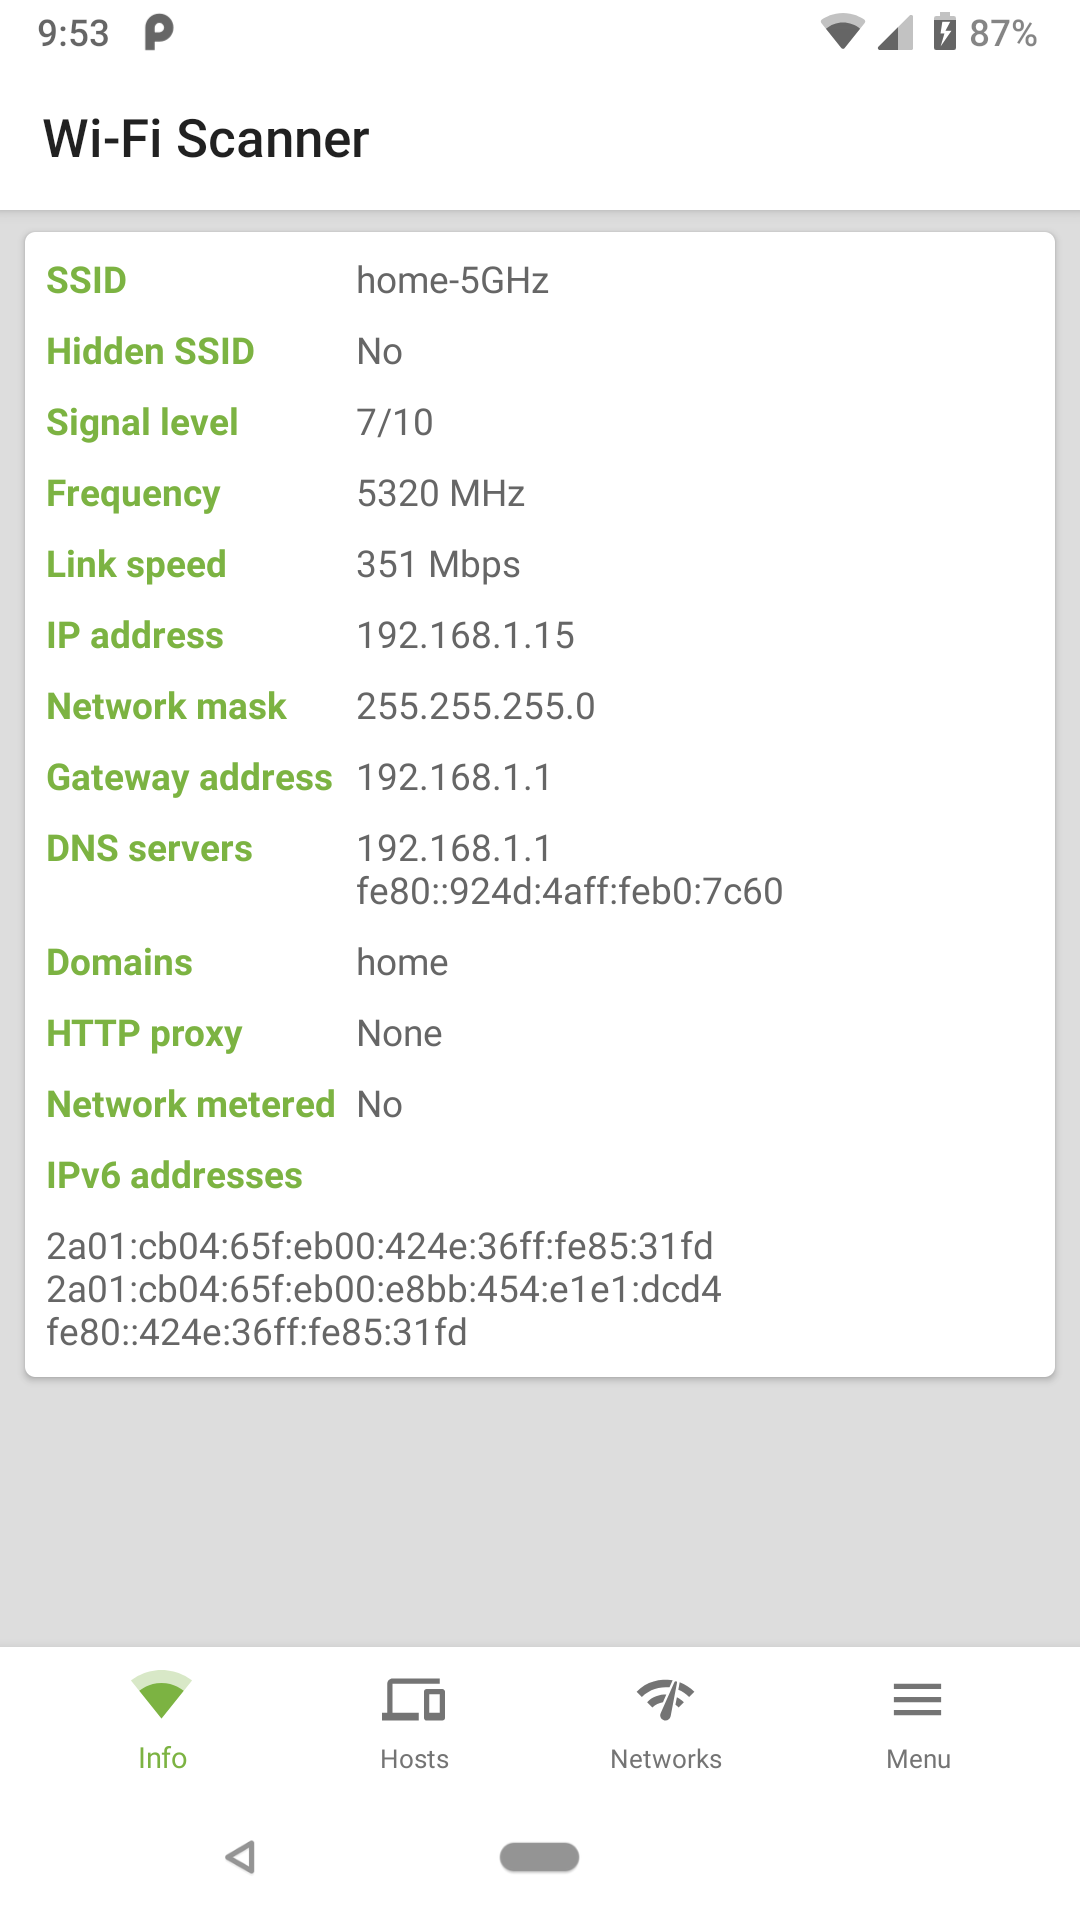 9:53 87%
Wi-Fi Scanner
SSID home-5GHz
Hidden SSID No
Signal level 7/10
Frequency 5320 MHz
Link speed 351 Mbps
IP address 192.168.1.15
Network mask 255.255.255.0
Gateway address 192.168.1.1
DNS servers 192.168.1.1
fe80::924d:4aff:feb0:7c60
Domains home
HTTP proxy None
Network metered No
IPv6 addresses
2a01:cb04:65f:eb00:424e:36ff:fe85:31fd
2a01:cb04:65f:eb00:e8bb:454:e1e1:dcd4
fe80::424e:36ff:fe85:31fd
Info Hosts Networks Menu